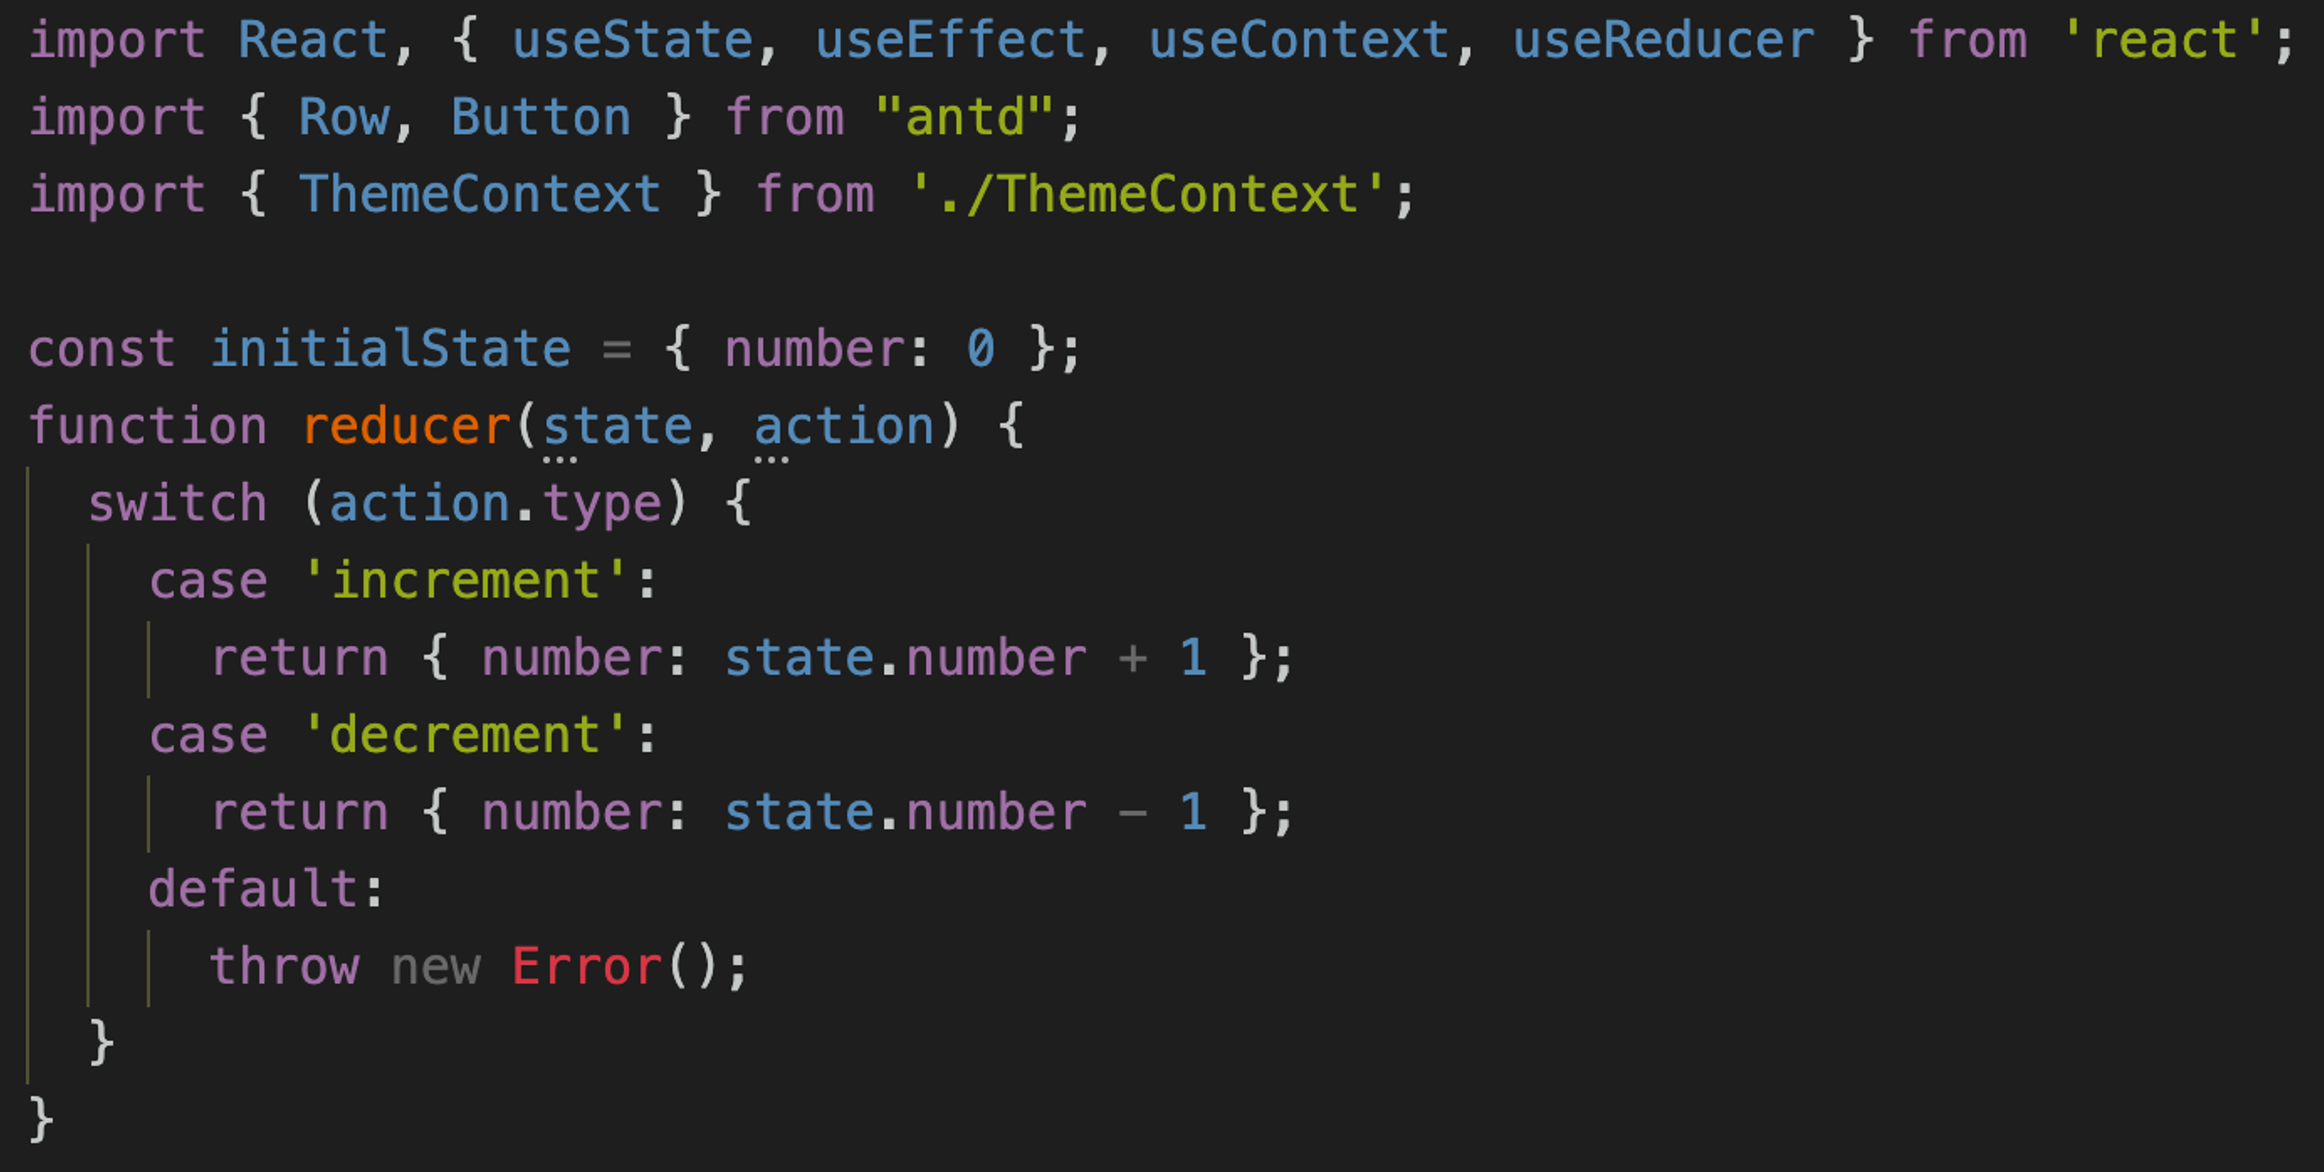 import React, { useState, useEffect, useContext, useReducer } from 'react';
import { Row, Button } from "antd";
import { ThemeContext } from './ThemeContext';

const initialState = { number: 0 };
function reducer(state, action) {
  switch (action.type) {
    case 'increment':
      return { number: state.number + 1 };
    case 'decrement':
      return { number: state.number - 1 };
    default:
      throw new Error();
  }
}